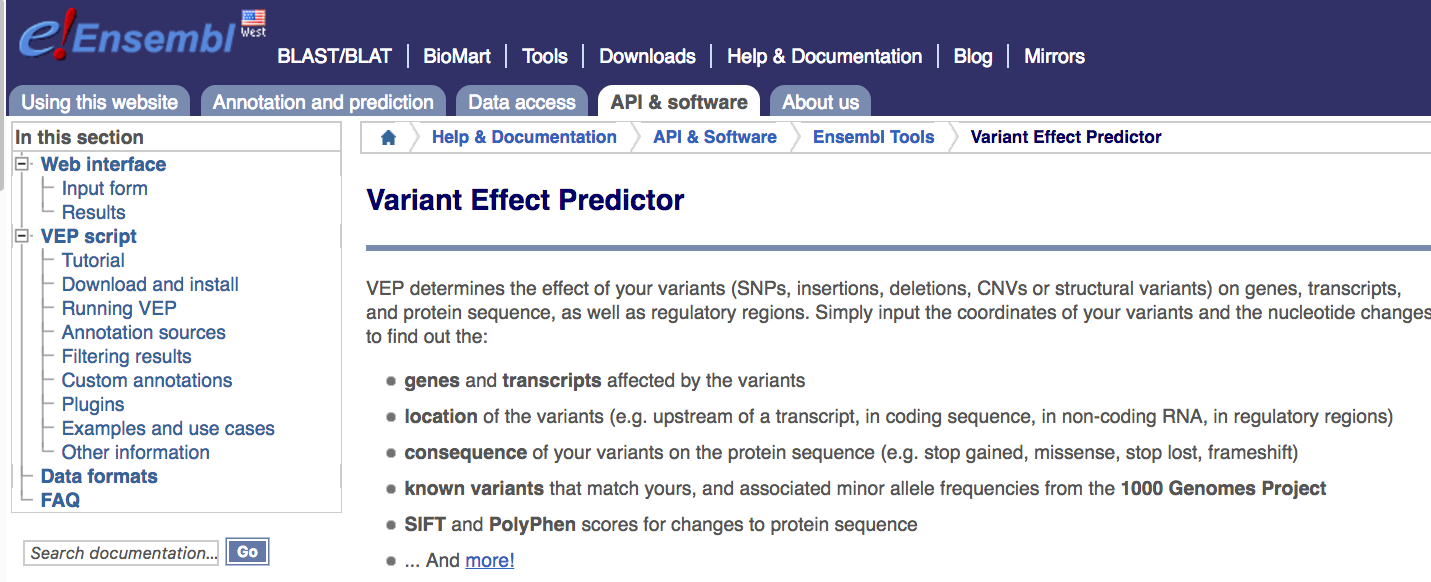 e!Ensembl West
BLAST/BLAT | BioMart | Tools | Downloads | Help & Documentation | Blog | Mirrors
Using this website Annotation and prediction Data access API & software About us
In this section
Web interface
Input form
Results
VEP script
Tutorial
Download and install
Running VEP
Annotation sources
Filtering results
Custom annotations
Plugins
Examples and use cases
Other information
Data formats
FAQ
Search documentation... Go
Help & Documentation API & Software Ensembl Tools Variant Effect Predictor
Variant Effect Predictor
VEP determines the effect of your variants (SNPs, insertions, deletions, CNVs or structural variants) on genes, transcripts,
and protein sequence, as well as regulatory regions. Simply input the coordinates of your variants and the nucleotide changes
to find out the:
• genes and transcripts affected by the variants
• location of the variants (e.g. upstream of a transcript, in coding sequence, in non-coding RNA, in regulatory regions)
• consequence of your variants on the protein sequence (e.g. stop gained, missense, stop lost, frameshift)
• known variants that match yours, and associated minor allele frequencies from the 1000 Genomes Project
• SIFT and PolyPhen scores for changes to protein sequence
• ... And more!